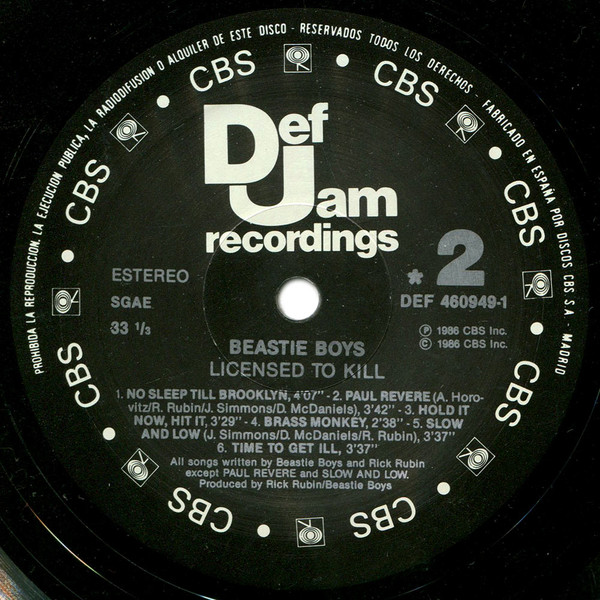 PROHIBIDA LA REPRODUCCION, LA EJECUCION PUBLICA, LA RADIODIFUSION O ALQUILER DE ESTE DISCO - RESERVADOS TODOS LOS DERECHOS - FABRICADO EN ESPAÑA POR DISCOS CBS S.A. - MADRID
CBS
CBS
CBS
CBS
CBS
CBS
CBS
CBS
Def
Jam
recordings
ESTEREO
* 2
SGAE
DEF 460949-1
33 1/3
Ⓟ 1986 CBS Inc.
© 1986 CBS Inc.
BEASTIE BOYS
LICENSED TO KILL
1. NO SLEEP TILL BROOKLYN, 4'07" - 2. PAUL REVERE (A. Horo-
vitz/R. Rubin/J. Simmons/D. McDaniels), 3'42" - 3. HOLD IT
NOW, HIT IT, 3'29" - 4. BRASS MONKEY, 2'38" - 5. SLOW
AND LOW (J. Simmons/D. McDaniels/R. Rubin), 3'37"
6. TIME TO GET ILL, 3'37"
All songs written by Beastie Boys and Rick Rubin
except PAUL REVERE and SLOW AND LOW.
Produced by Rick Rubin/Beastie Boys